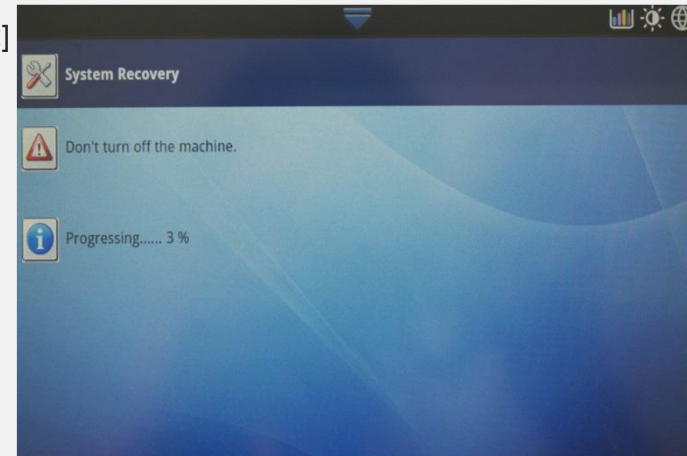 ]
System Recovery
Don't turn off the machine.
Progressing...... 3 %